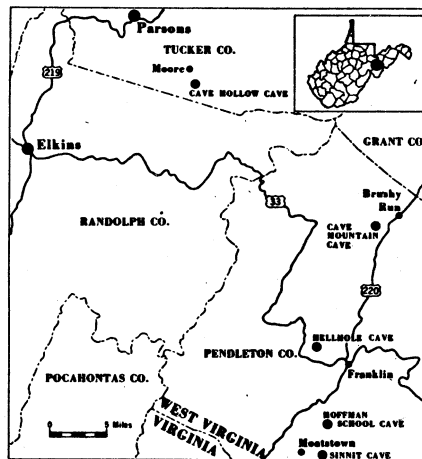 Parsons
TUCKER CO.
219
Moore
CAVE HOLLOW CAVE
Elkins
GRANT CO.
33
Brushy
Run
RANDOLPH CO.
CAVE
MOUNTAIN
CAVE
220
HELLHOLE CAVE
PENDLETON CO.
Franklin
POCAHONTAS CO.
WEST VIRGINIA
VIRGINIA
HOFFMAN
SCHOOL CAVE
0 5
Miles
Moatstown
SINNIT CAVE